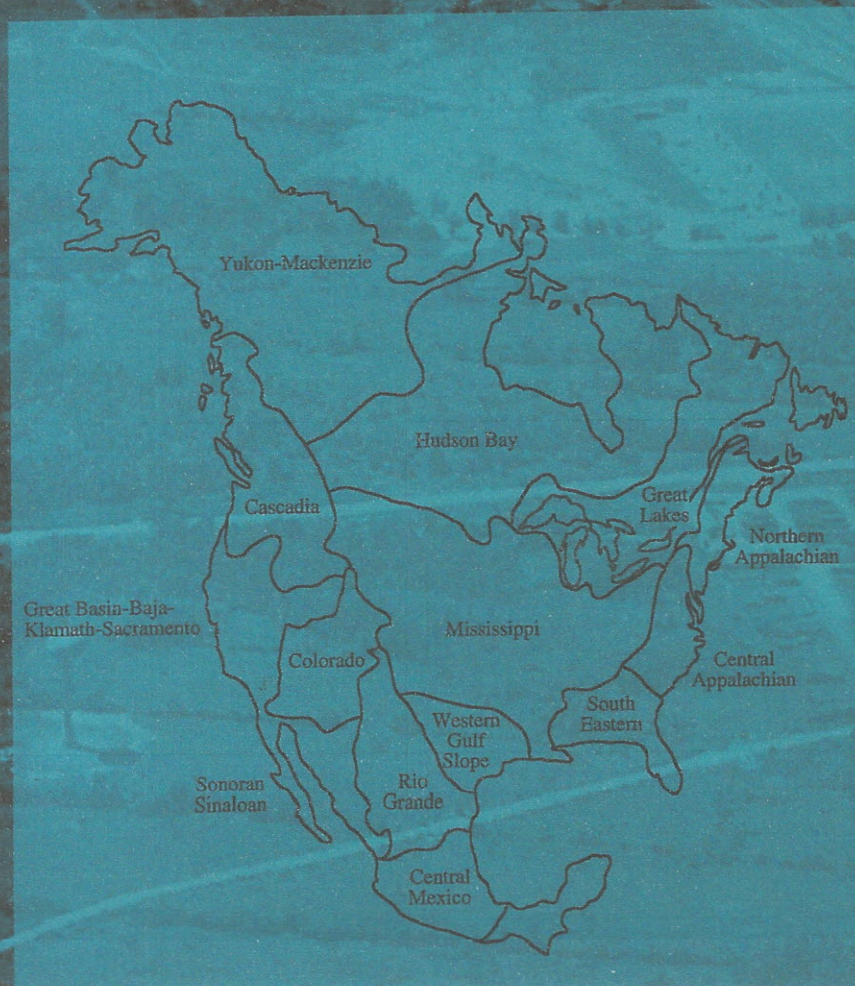 Yukon-Mackenzie
Hudson Bay
Cascadia
Great
Lakes
Northern
Appalachian
Great Basin-Baja-
Klamath-Sacramento
Mississippi
Colorado
Central
Appalachian
South
Eastern
Western
Gulf
Slope
Sonoran
Sinaloan
Rio
Grande
Central
Mexico